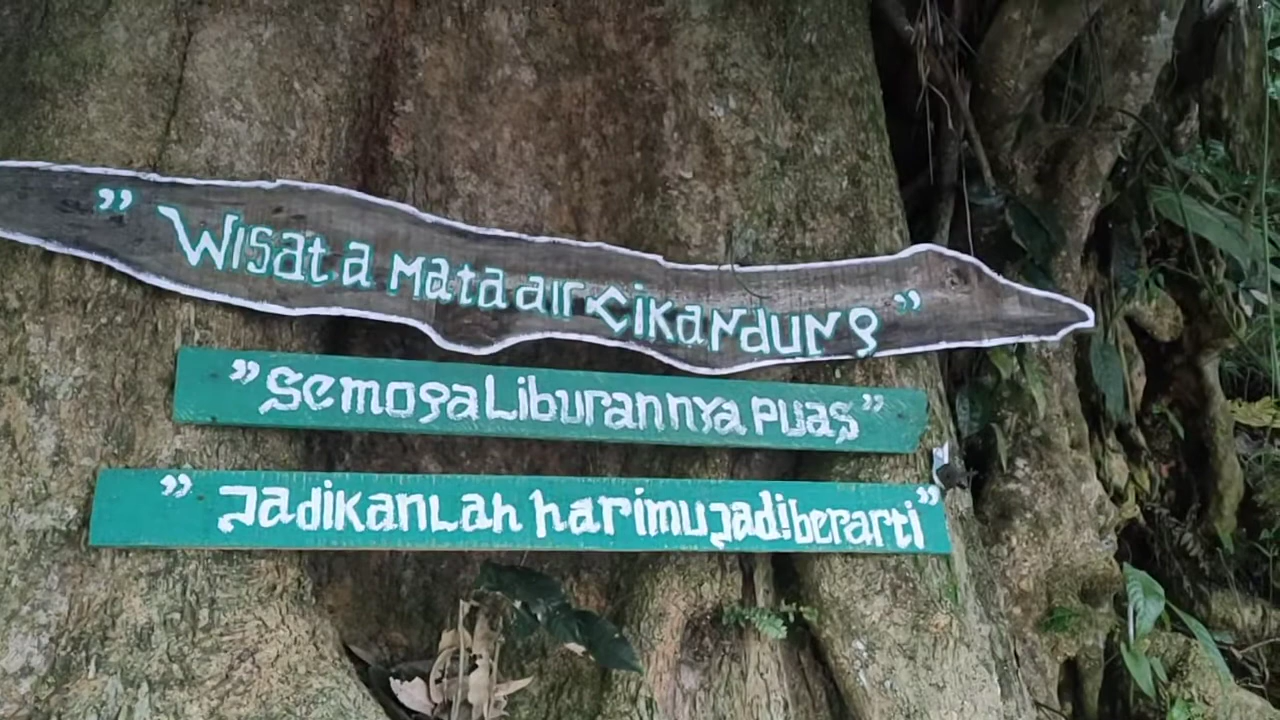 " Wisata Mata air Cikandung "
" Semoga Liburannya puas "
" Jadikanlah harimu jadi berarti "